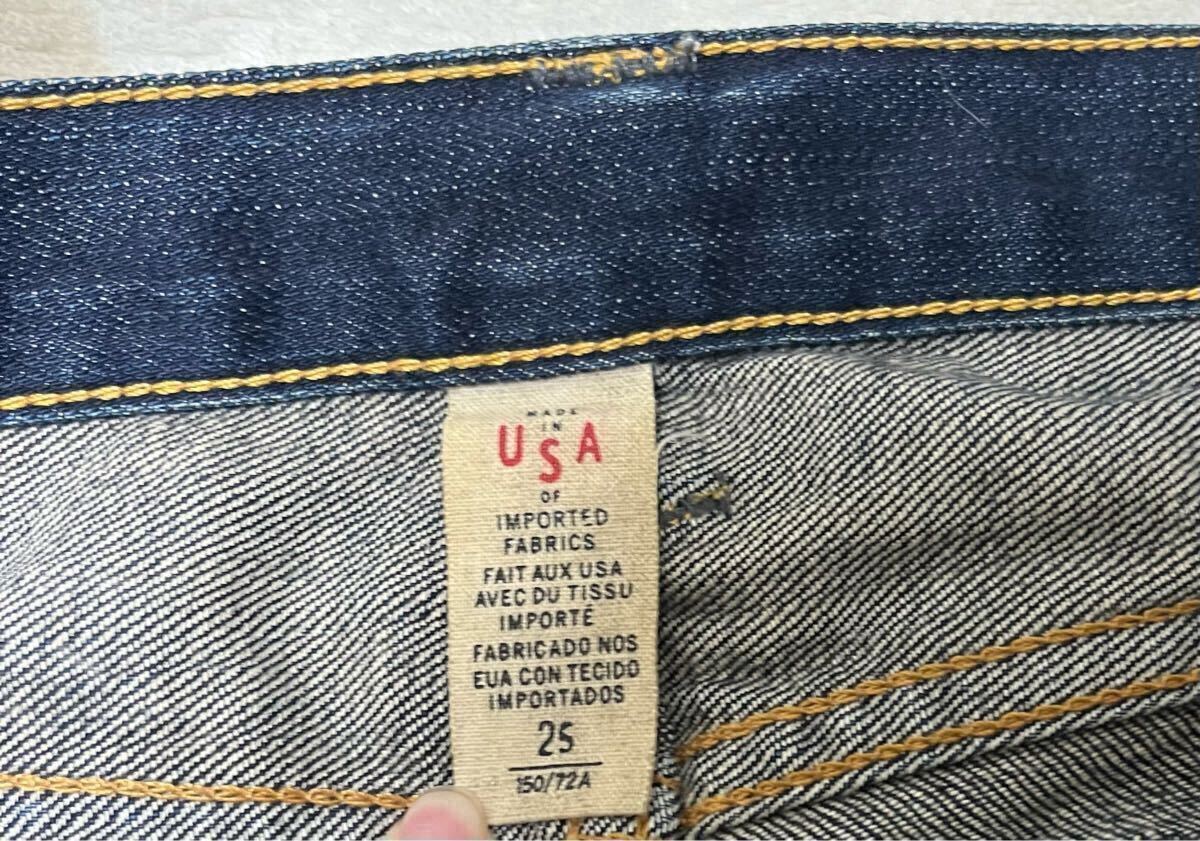 MADE
IN
USA
OF
IMPORTED
FABRICS
FAIT AUX USA
AVEC DU TISSU
IMPORTÉ
FABRICADO NOS
EUA CON TECIDO
IMPORTADOS
25
150/72A